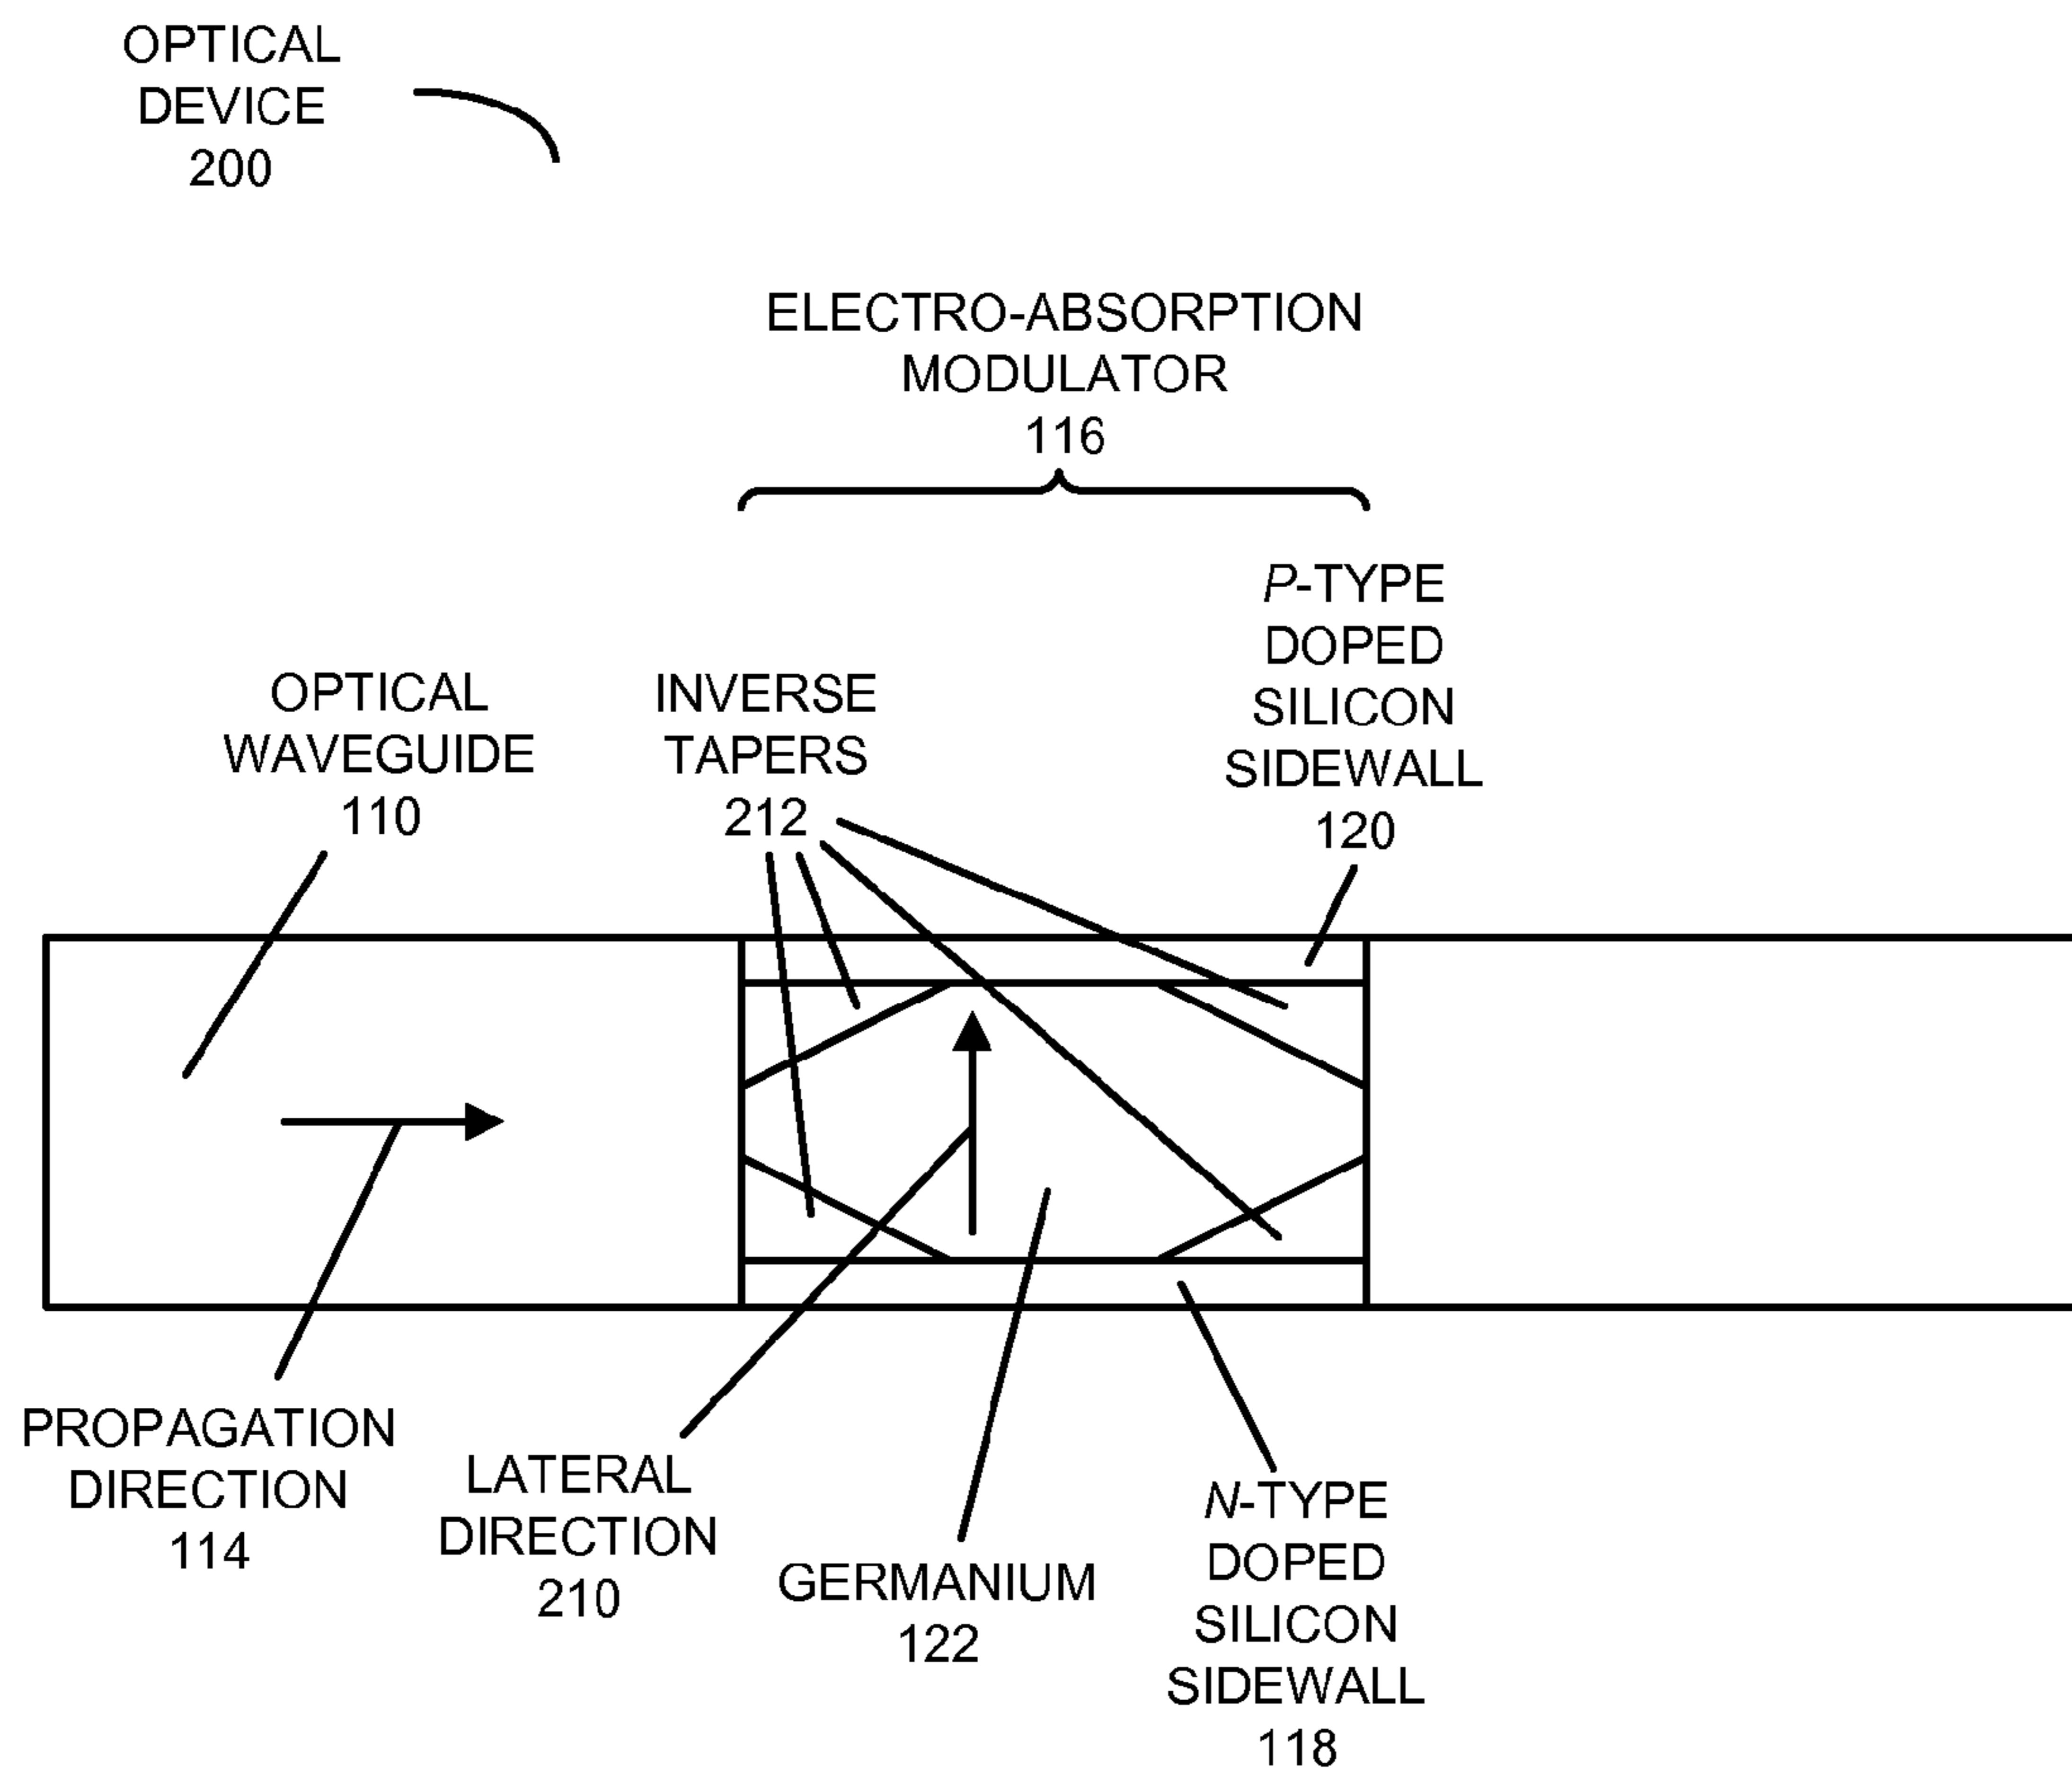 OPTICAL
DEVICE
200
ELECTRO-ABSORPTION
MODULATOR
116
P-TYPE
DOPED
SILICON
SIDEWALL
120
OPTICAL
WAVEGUIDE
110
INVERSE
TAPERS
212
PROPAGATION
DIRECTION
114
LATERAL
DIRECTION
210
GERMANIUM
122
N-TYPE
DOPED
SILICON
SIDEWALL
118